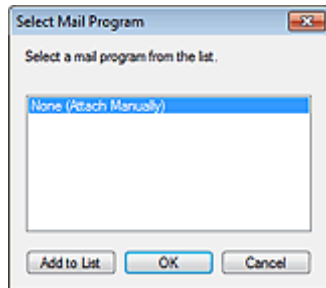 Select Mail Program
Select a mail program from the list.
None (Attach Manually)
Add to List OK Cancel